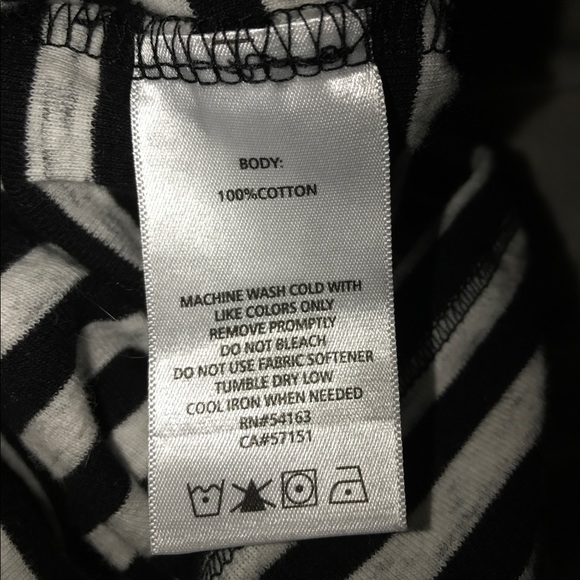 BODY:
100%COTTON
MACHINE WASH COLD WITH
LIKE COLORS ONLY
REMOVE PROMPTLY
DO NOT BLEACH
DO NOT USE FABRIC SOFTENER
TUMBLE DRY LOW
COOL IRON WHEN NEEDED
RN#54163
CA#57151